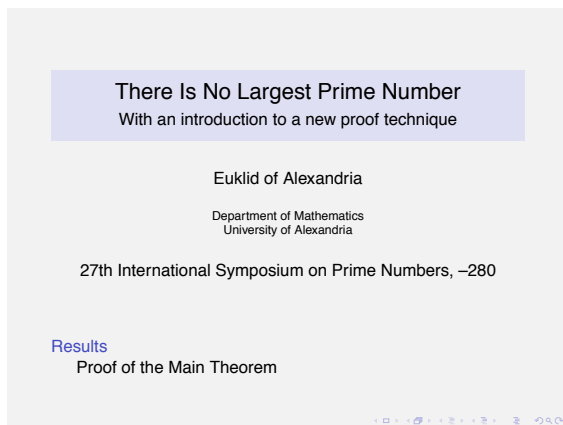 There Is No Largest Prime Number
With an introduction to a new proof technique
Euklid of Alexandria
Department of Mathematics
University of Alexandria
27th International Symposium on Prime Numbers, –280
Results
Proof of the Main Theorem